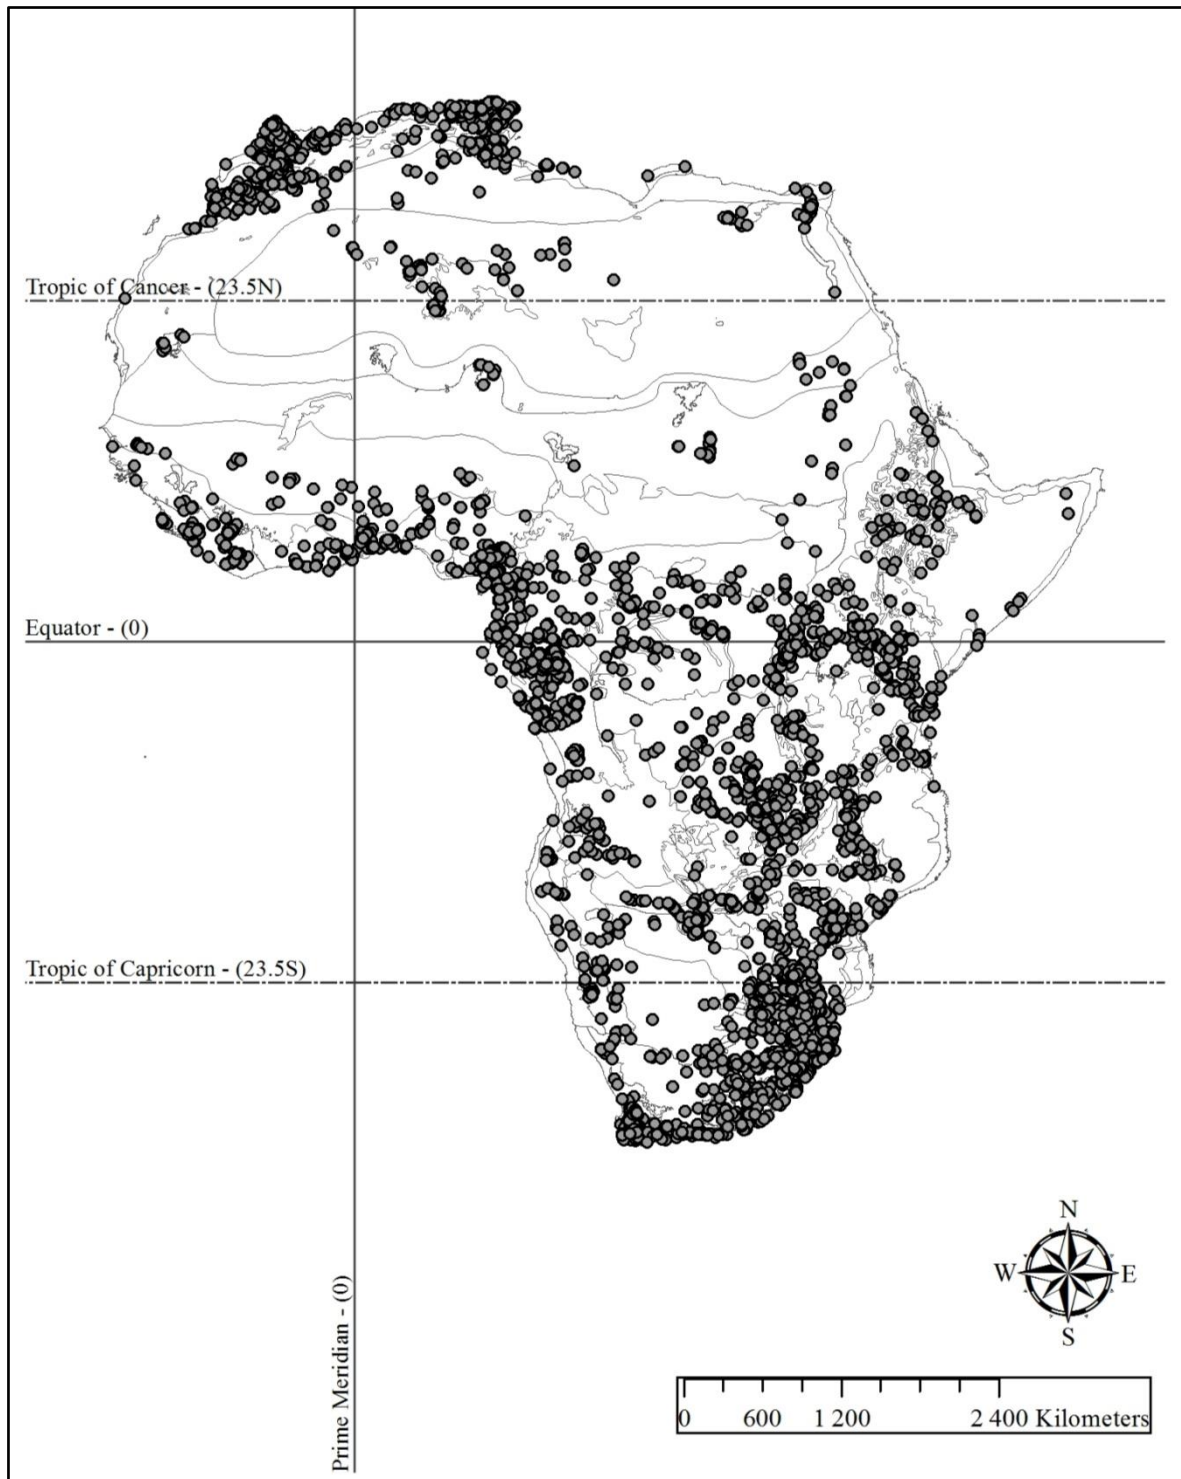 Tropic of Cancer - (23.5N)
Equator - (0)
Tropic of Capricorn - (23.5S)
Prime Meridian - (0)
N
W E
S
0 600 1 200 2 400 Kilometers